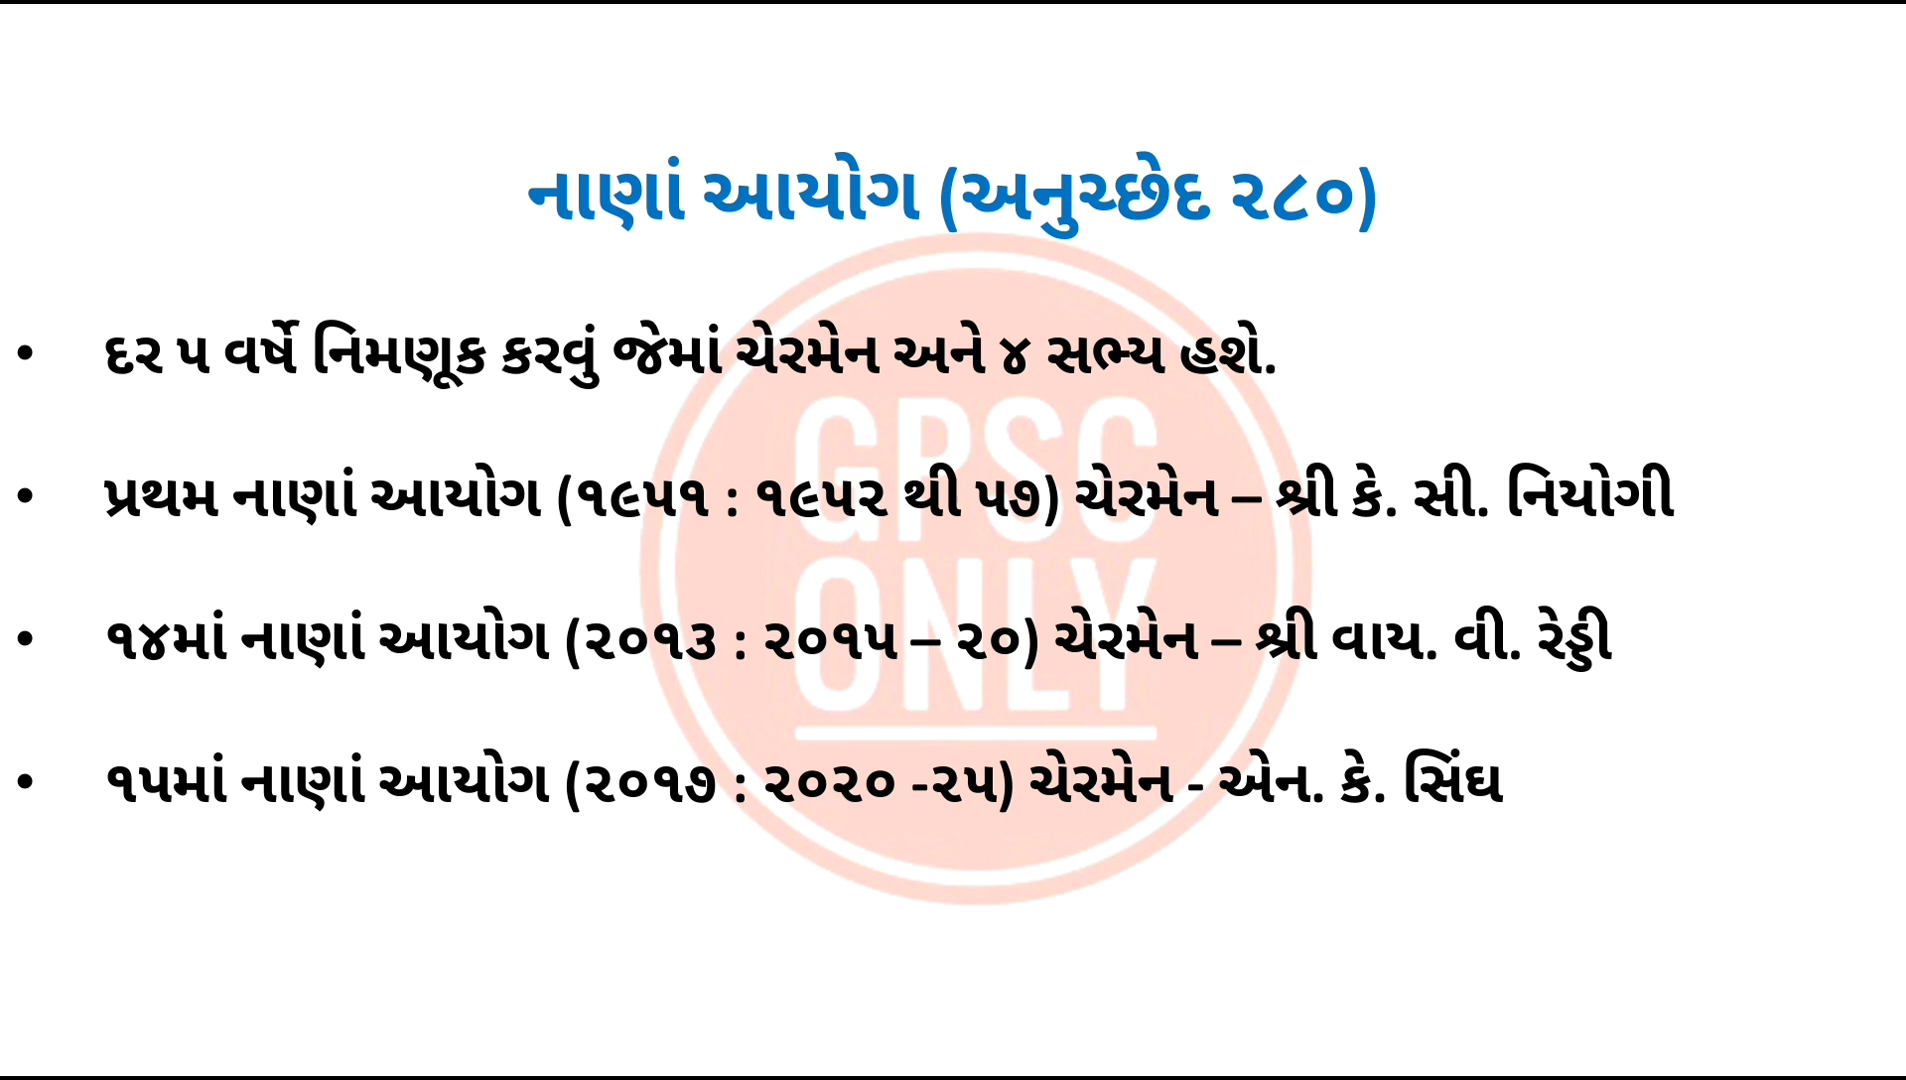 નાણાં આયોગ (અનુચ્છેદ ૨૮૦)
• દર ૫ વર્ષે નિમણૂક કરવું જેમાં ચેરમેન અને ૪ સભ્ય હશે.
• પ્રથમ નાણાં આયોગ (૧૯૫૧ : ૧૯૫૨ થી ૫૭) ચેરમેન – શ્રી કે. સી. નિયોગી
• ૧૪માં નાણાં આયોગ (૨૦૧૩ : ૨૦૧૫ – ૨૦) ચેરમેન – શ્રી વાય. વી. રેડ્ડી
• ૧૫માં નાણાં આયોગ (૨૦૧૭ : ૨૦૨૦ -૨૫) ચેરમેન - એન. કે. સિંઘ
GPSC
ONLY